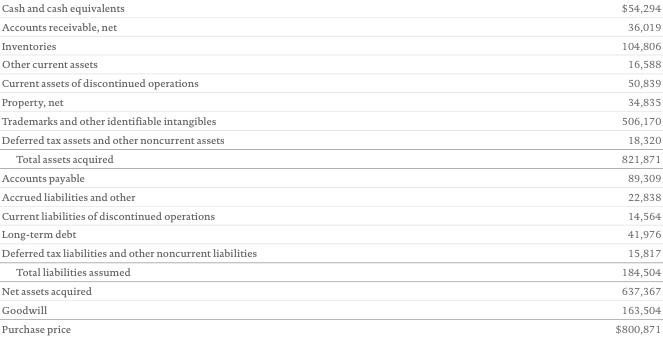 Cash and cash equivalents $54,294
Accounts receivable, net 36,019
Inventories 104,806
Other current assets 16,588
Current assets of discontinued operations 50,839
Property, net 34,835
Trademarks and other identifiable intangibles 506,170
Deferred tax assets and other noncurrent assets 18,320
Total assets acquired 821,871
Accounts payable 89,309
Accrued liabilities and other 22,838
Current liabilities of discontinued operations 14,564
Long-term debt 41,976
Deferred tax liabilities and other noncurrent liabilities 15,817
Total liabilities assumed 184,504
Net assets acquired 637,367
Goodwill 163,504
Purchase price $800,871